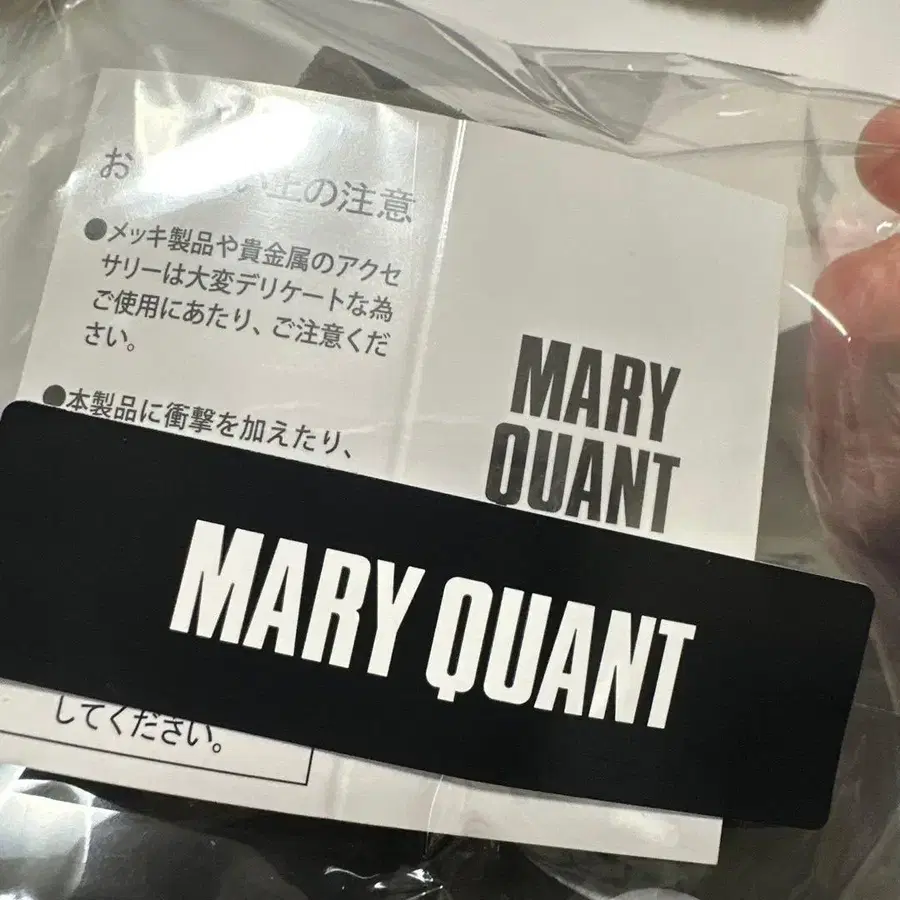 お い上の注意
●メッキ製品や貴金属のアクセ
サリーは大変デリケートな為
ご使用にあたり、ご注意くだ
さい。
●本製品に衝撃を加えたり、
してください。
MARY
QUANT
MARY QUANT